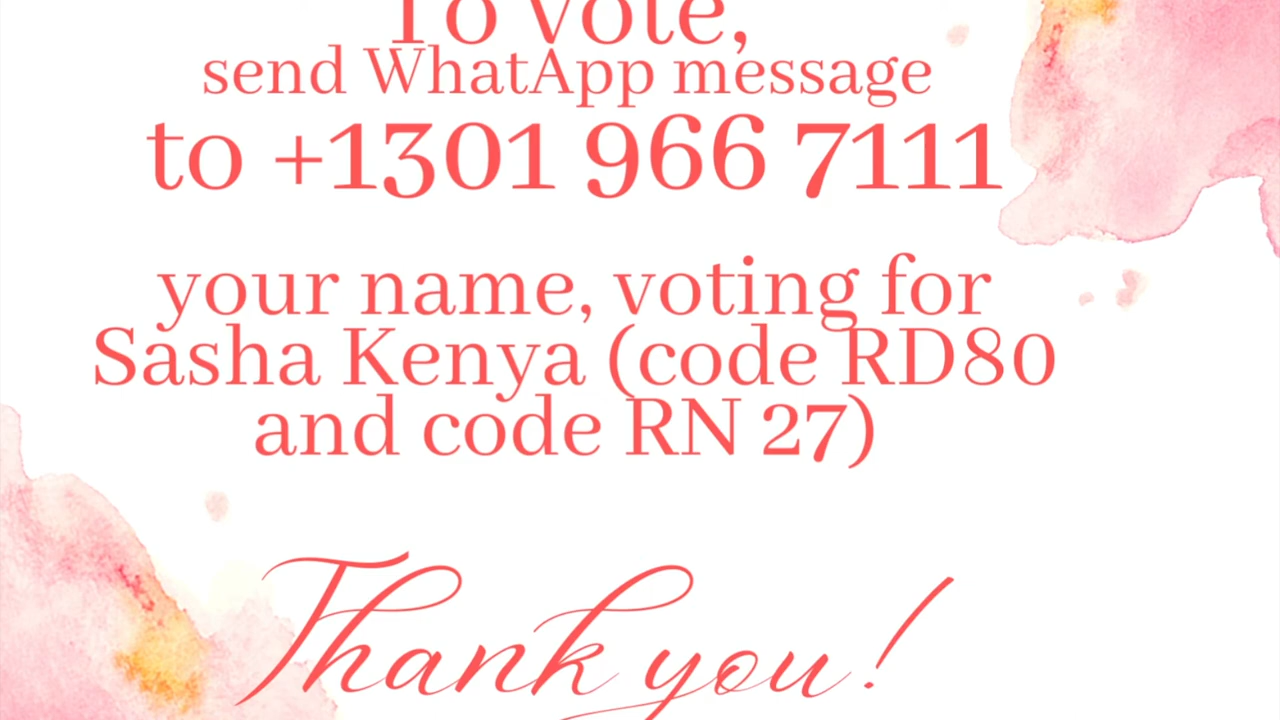 To vote,
send WhatApp message
to +1301 966 7111
your name, voting for
Sasha Kenya (code RD80
and code RN 27)
Thank you!